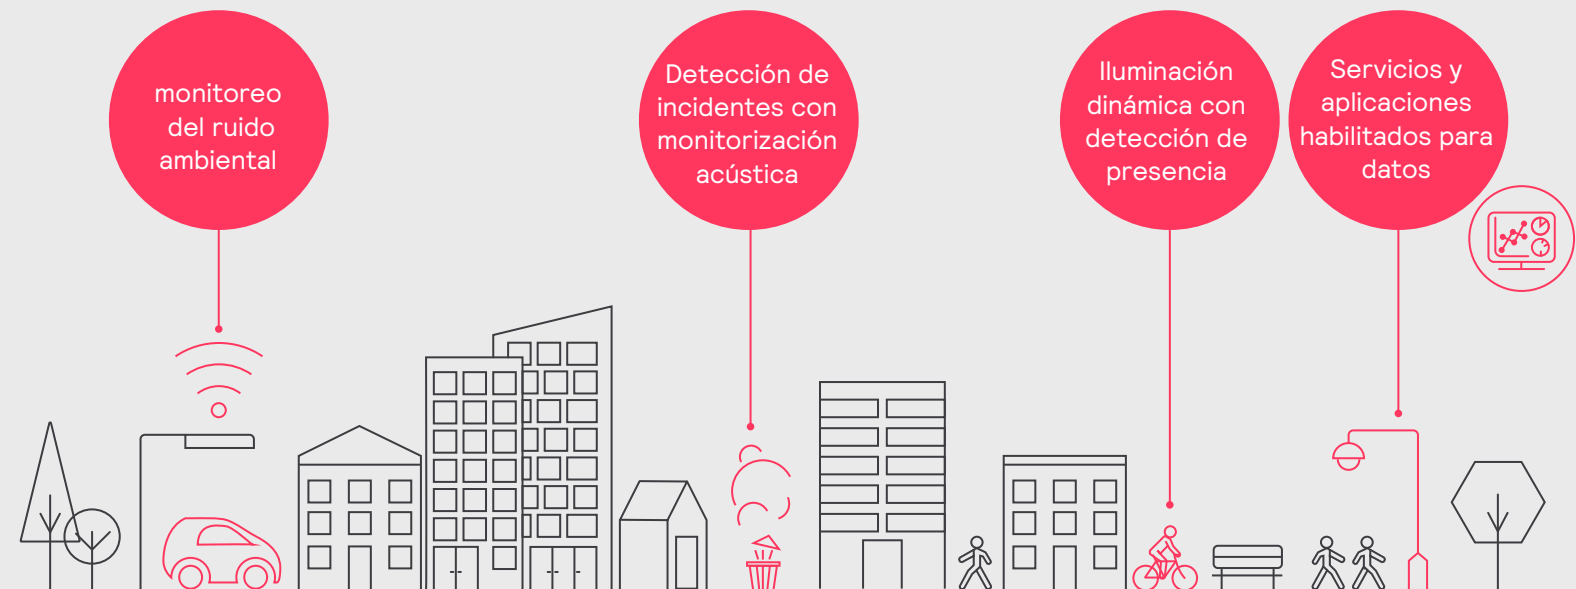 monitoreo
del ruido
ambiental
Detección de
incidentes con
monitorización
acústica
Iluminación
dinámica con
detección de
presencia
Servicios y
aplicaciones
habilitados para
datos